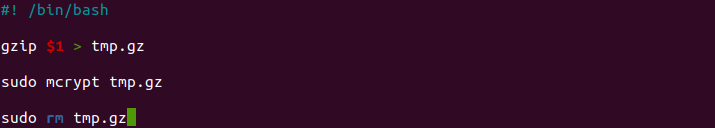 #! /bin/bash
gzip $1 > tmp.gz
sudo mcrypt tmp.gz
sudo rm tmp.gz